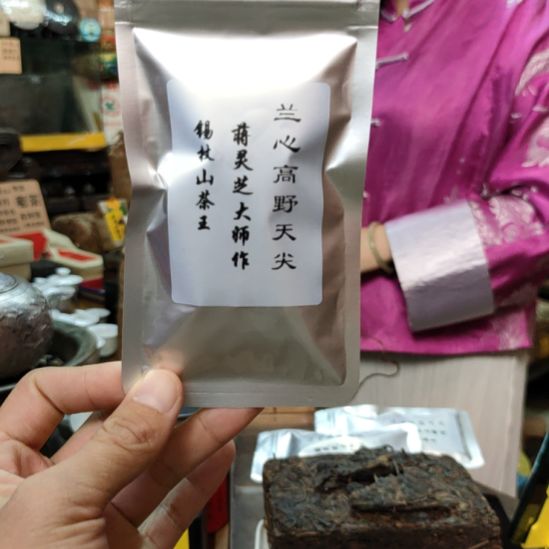 兰心高野天尖
蒋灵芝大师作
锡杖山茶王